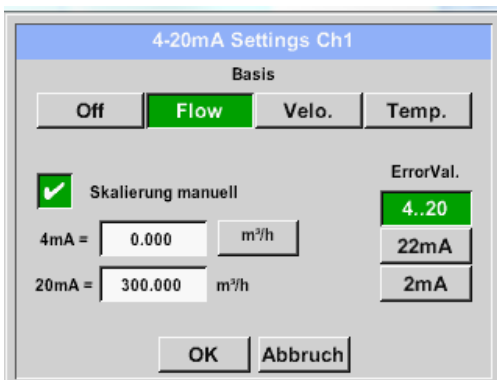 4-20mA Settings Ch1
Basis
Off Flow Velo. Temp.
ErrorVal.
✔ Skalierung manuell
4..20
4mA = 0.000 m³/h
22mA
20mA = 300.000 m³/h
2mA
OK Abbruch